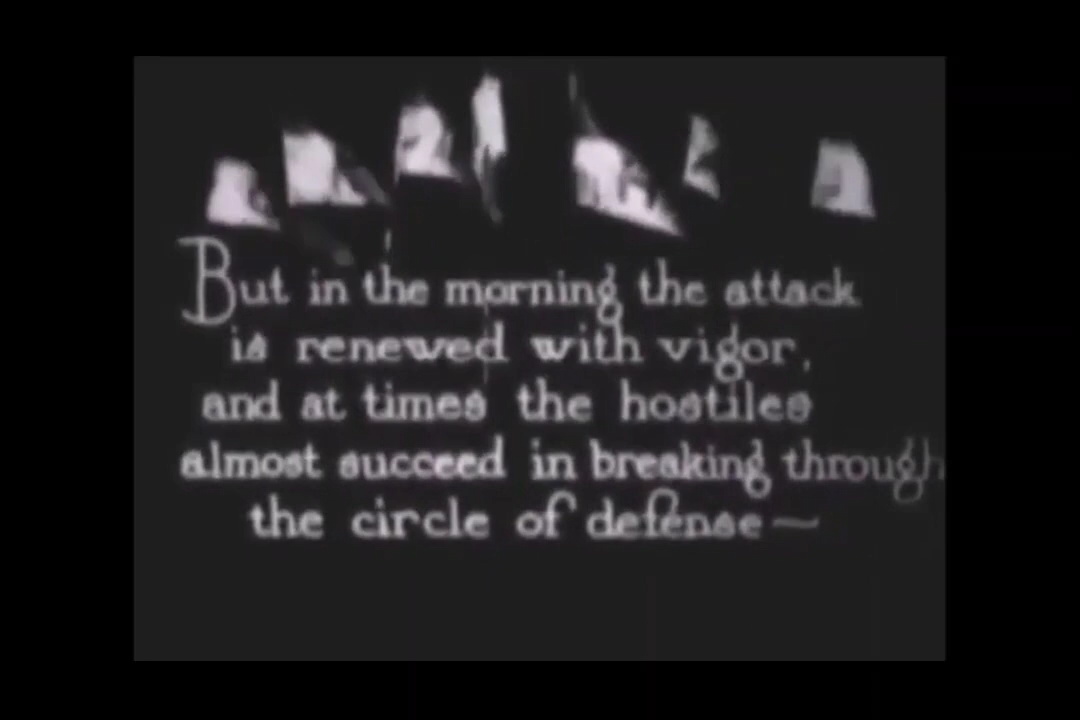 But in the morning the attack
is renewed with vigor,
and at times the hostiles
almost succeed in breaking through
the circle of defense—